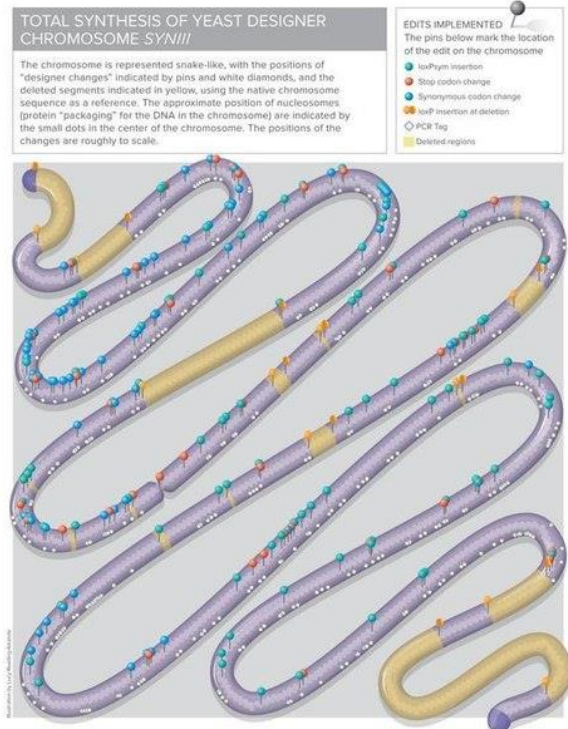 TOTAL SYNTHESIS OF YEAST DESIGNER
CHROMOSOME SYNIII
The chromosome is represented snake-like, with the positions of
"designer changes" indicated by pins and white diamonds, and the
deleted segments indicated in yellow, using the native chromosome
sequence as a reference. The approximate position of nucleosomes
(protein "packaging" for the DNA in the chromosome) are indicated by
the small dots in the center of the chromosome. The positions of the
changes are roughly to scale.
EDITS IMPLEMENTED
The pins below mark the location
of the edit on the chromosome
loxPsym insertion
Stop codon change
Synonymous codon change
loxP insertion at deletion
PCR Tag
Deleted regions